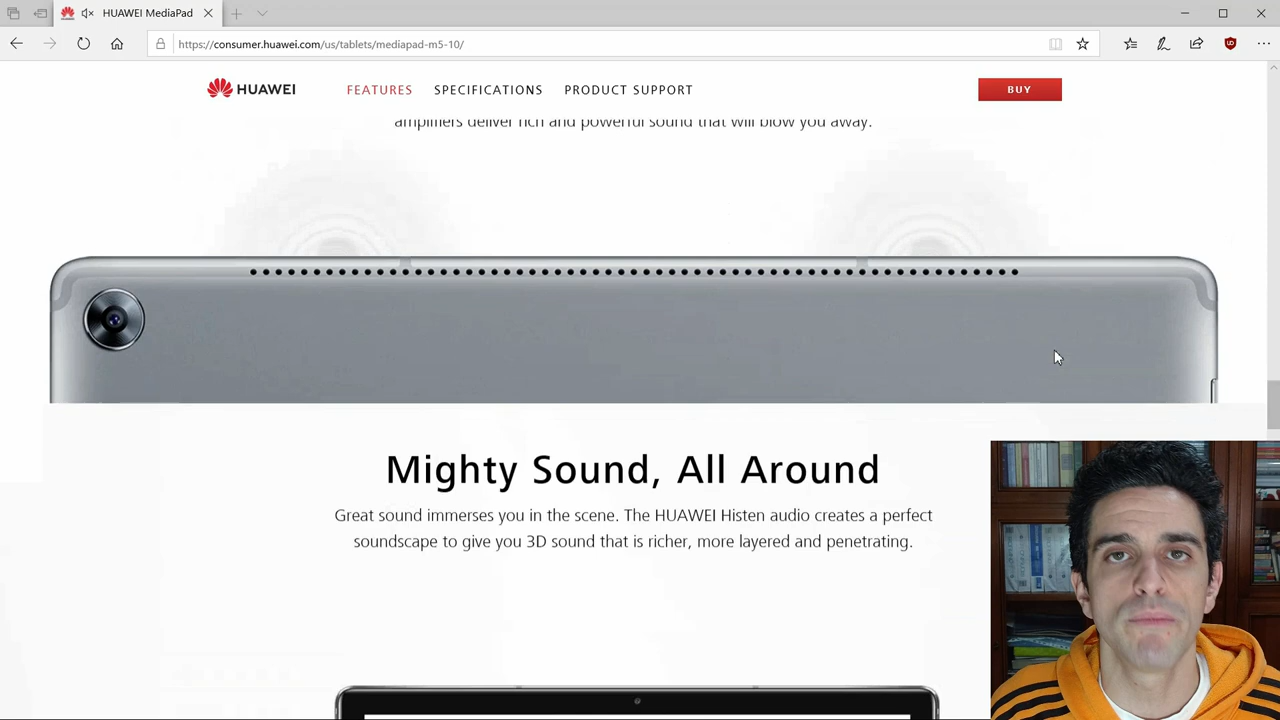 HUAWEI MediaPad
https://consumer.huawei.com/us/tablets/mediapad-m5-10/
HUAWEI
FEATURES
SPECIFICATIONS
PRODUCT SUPPORT
BUY
amplifiers deliver rich and powerful sound that will blow you away.
Mighty Sound, All Around
Great sound immerses you in the scene. The HUAWEI Histen audio creates a perfect
soundscape to give you 3D sound that is richer, more layered and penetrating.